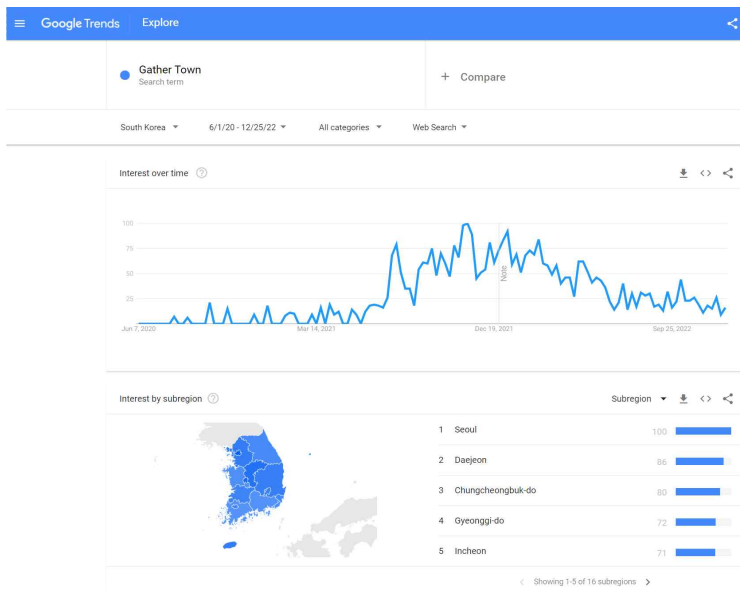 Google Trends Explore
Gather Town
Search term
+ Compare
South Korea 6/1/20 - 12/25/22 All categories Web Search
Interest over time
100
75
50
25
Note
Jun 7, 2020 Mar 14, 2021 Dec 19, 2021 Sep 25, 2022
Interest by subregion Subregion
1 Seoul 100
2 Daejeon 86
3 Chungcheongbuk-do 80
4 Gyeonggi-do 72
5 Incheon 71
Showing 1-5 of 16 subregions